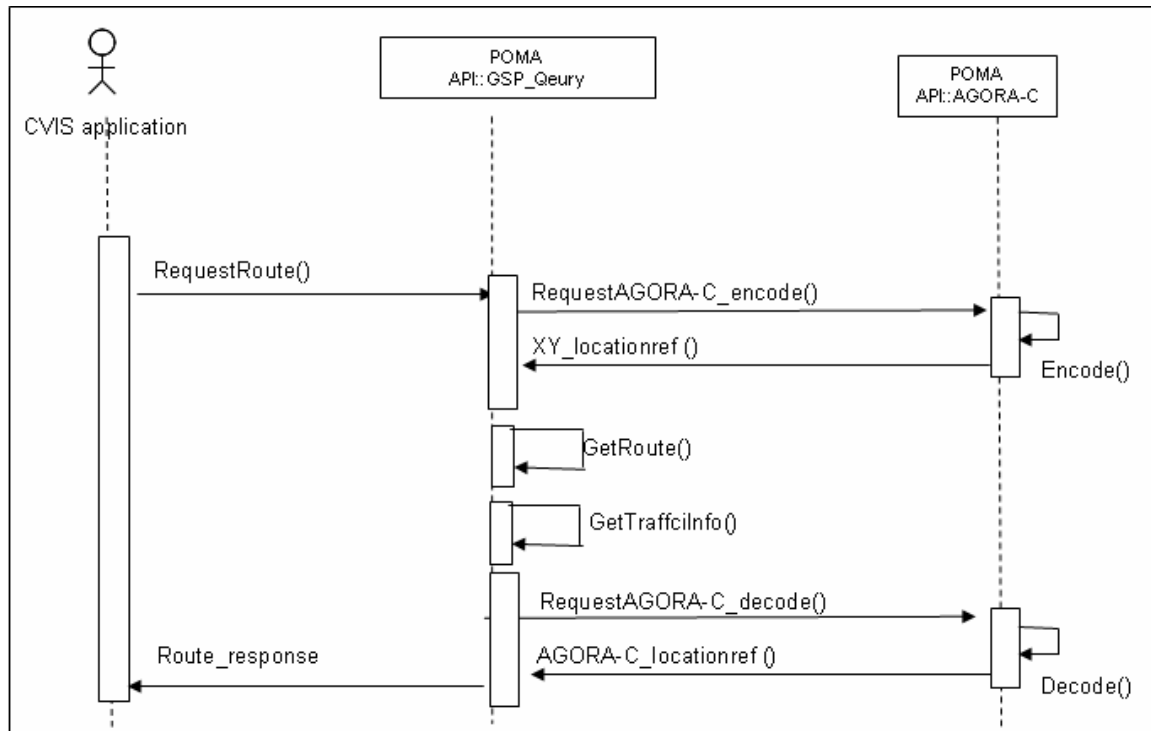 POMA
API::GSP_Qeury
POMA
API::AGORA-C
CVIS application
RequestRoute()
RequestAGORA-C_encode()
XY_locationref ()
Encode()
GetRoute()
GetTraffciInfo()
RequestAGORA-C_decode()
Route_response
AGORA-C_locationref ()
Decode()